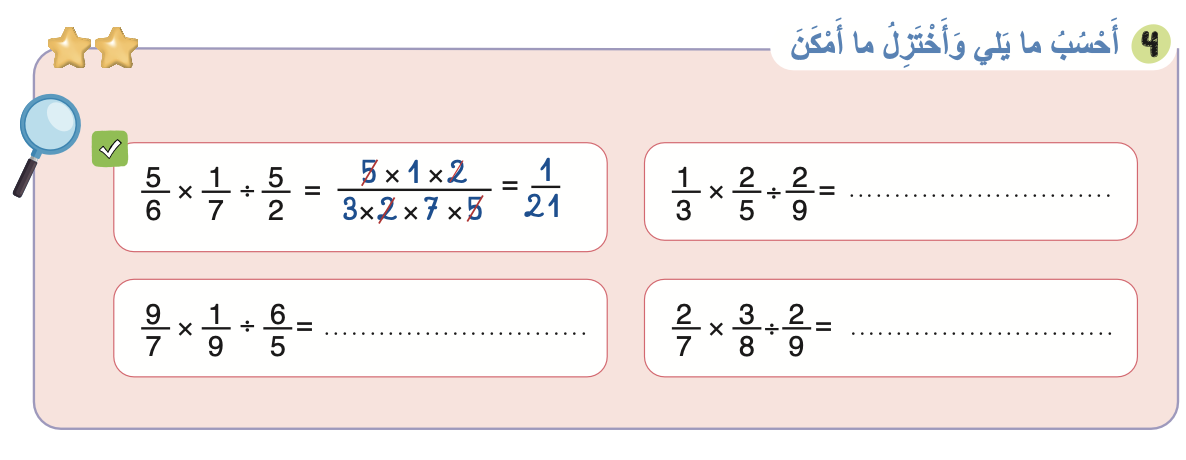 4 أَحْسُبُ ما يَلي وَأَخْتَزِلُ ما أَمْكَنَ
5/6 × 1/7 ÷ 5/2 = (5 × 1 × 2)/(3 × 2 × 7 × 5) = 1/21
1/3 × 2/5 ÷ 2/9 = ..............................
9/7 × 1/9 ÷ 6/5 = ..............................
2/7 × 3/8 ÷ 2/9 = ..............................